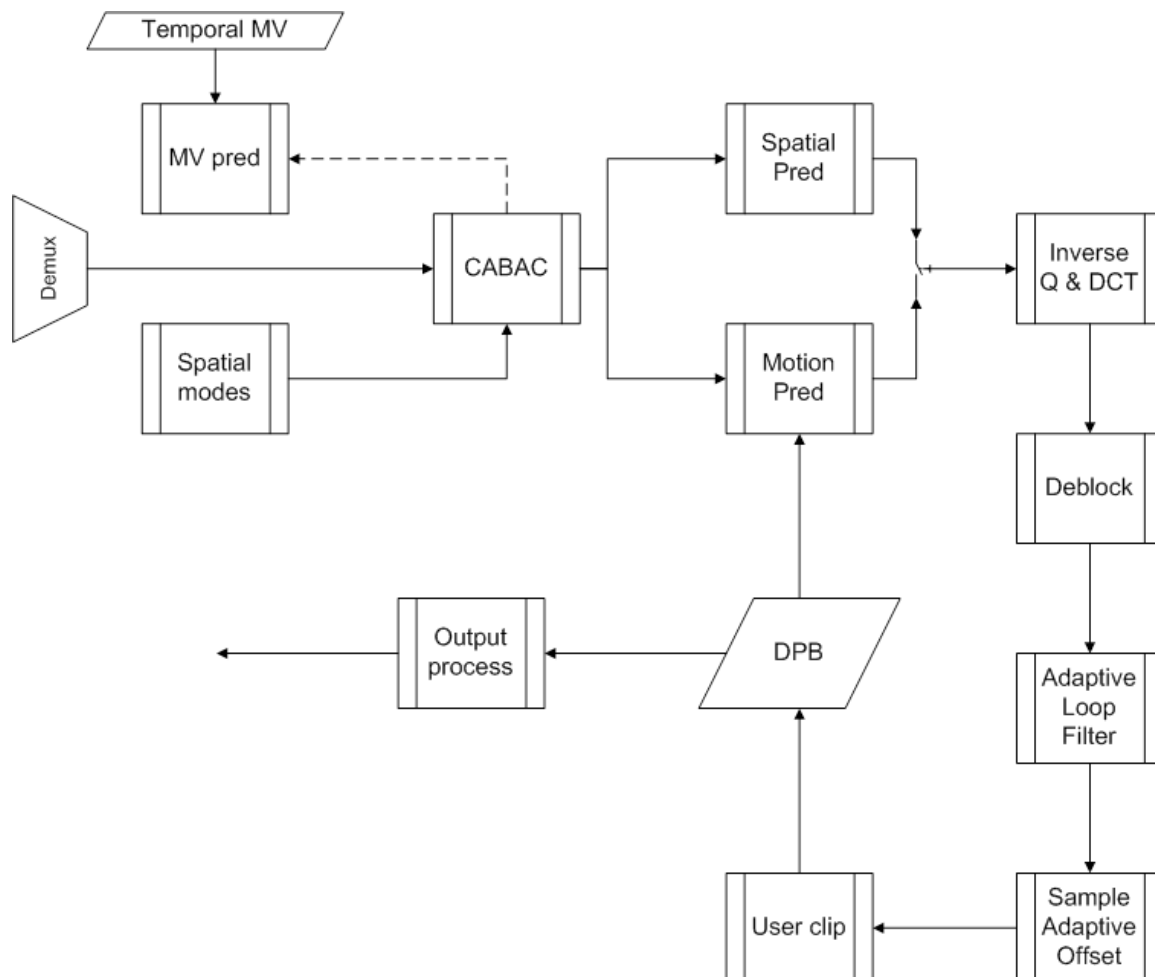 Temporal MV
MV pred
Spatial
Pred
Demux
CABAC
Inverse
Q & DCT
Spatial
modes
Motion
Pred
Deblock
Output
process
DPB
Adaptive
Loop
Filter
User clip
Sample
Adaptive
Offset